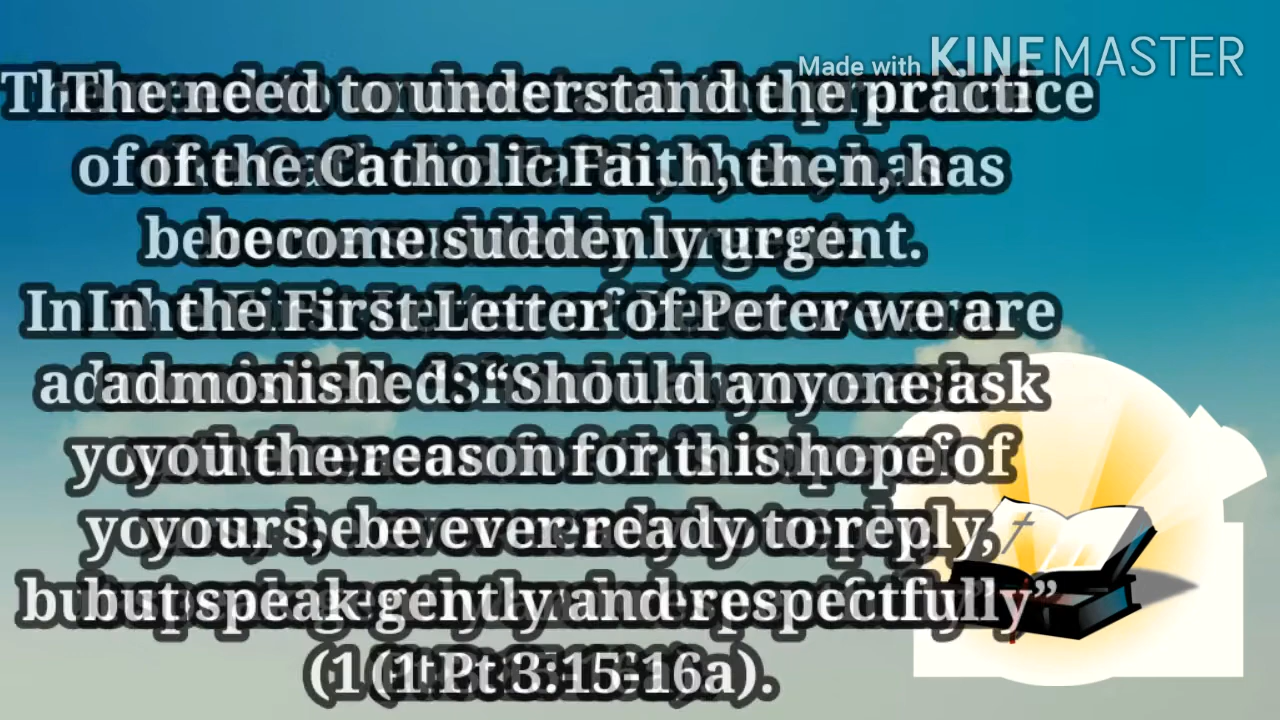 Made with KINEMASTER
The need to understand the practice
of the Catholic Faith, then, has
become suddenly urgent.
In the First Letter of Peter we are
admonished: “Should anyone ask
you the reason for this hope of
yours, be ever ready to reply,
but speak gently and respectfully”
(1 Pt 3:15-16a).